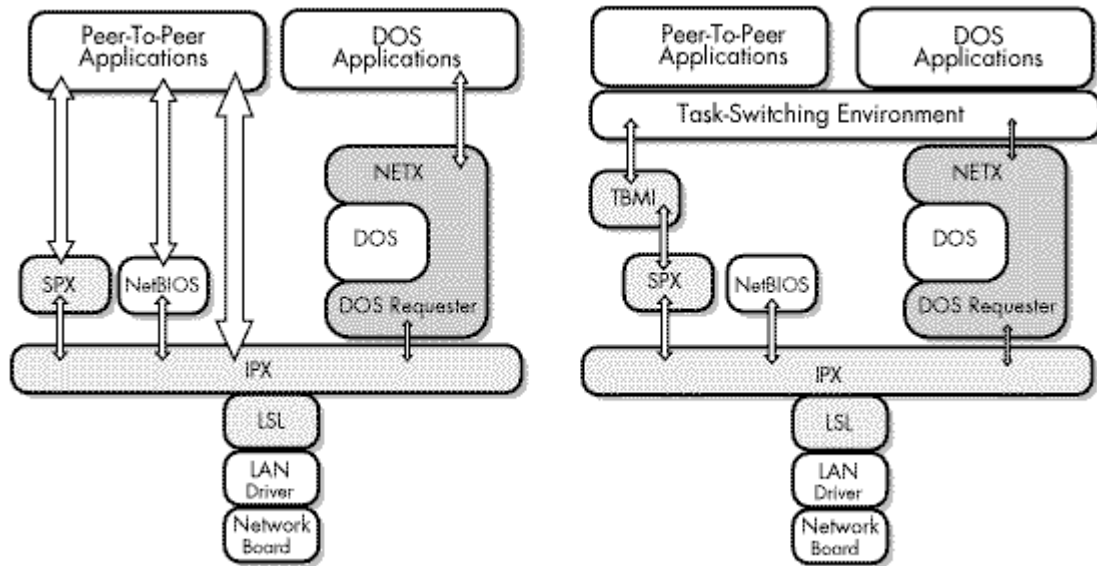 Peer-To-Peer
Applications
DOS
Applications
NETX
DOS
SPX
NetBIOS
DOS Requester
IPX
LSL
LAN
Driver
Network
Board
Peer-To-Peer
Applications
DOS
Applications
Task-Switching Environment
NETX
TBMI
DOS
SPX
NetBIOS
DOS Requester
IPX
LSL
LAN
Driver
Network
Board